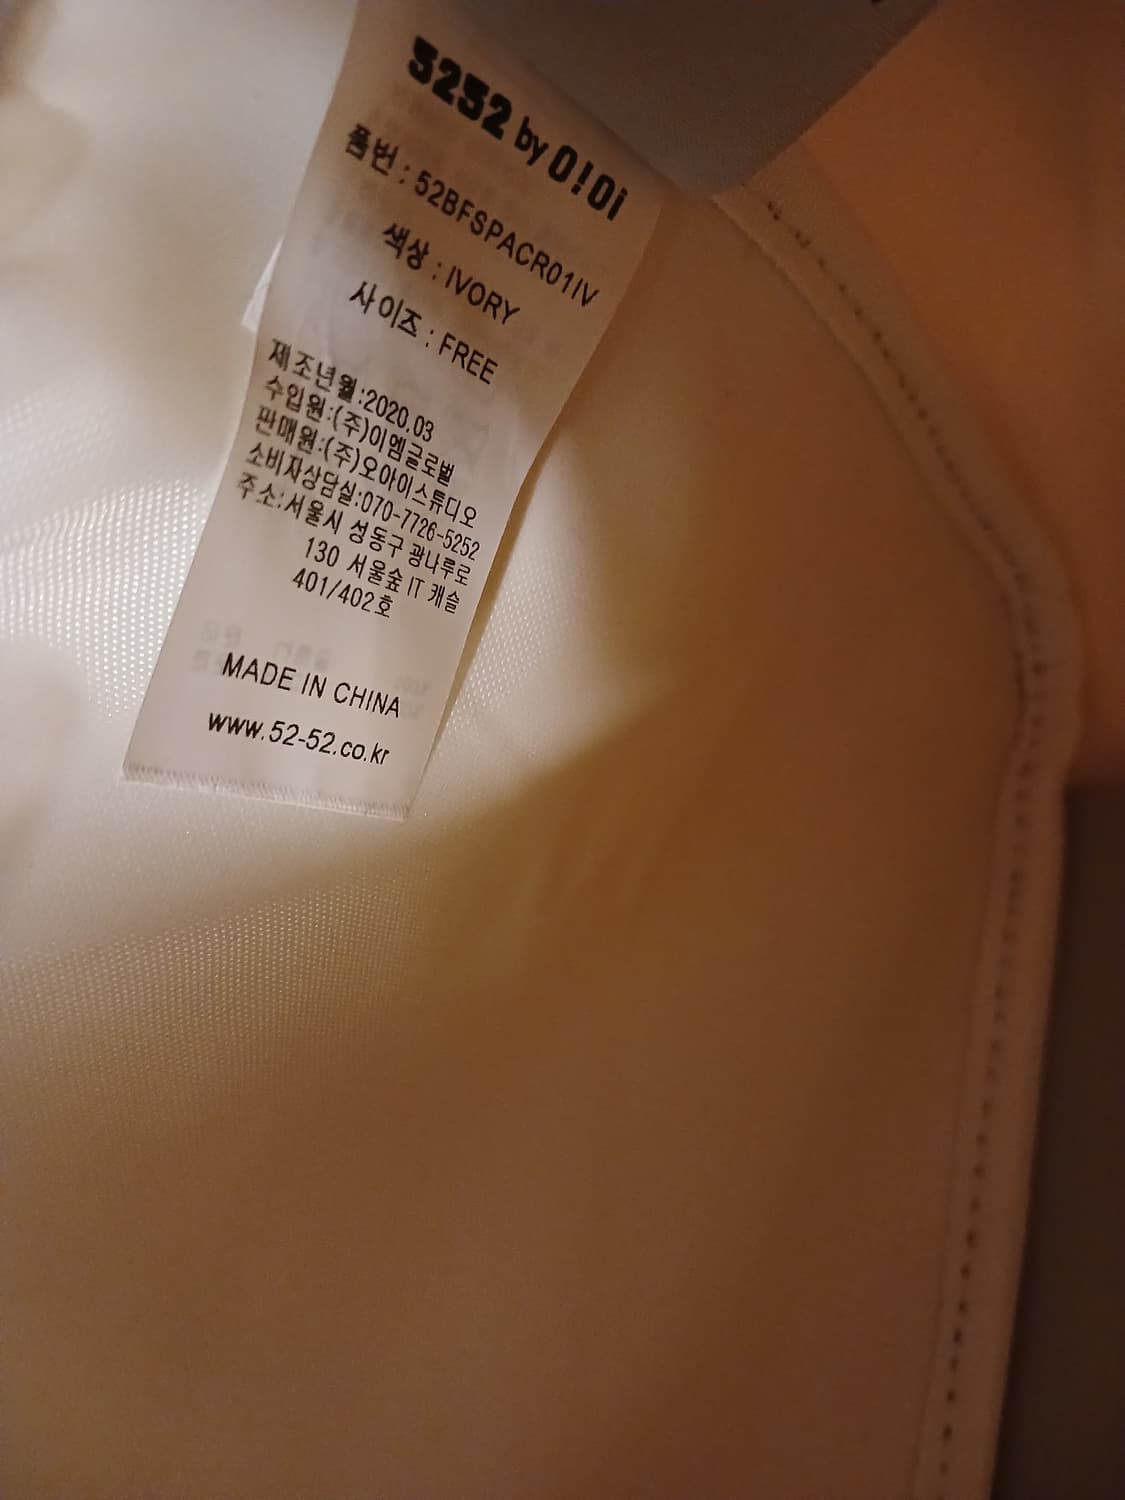 5252 by O!Oi
품번 : 52BFSPACR01IV
색상 : IVORY
사이즈 : FREE
제조년월:2020.03
수입원:(주)이엠글로벌
판매원:(주)오아이스튜디오
소비자상담실:070-7726-5252
주소:서울시 성동구 광나루로
130 서울숲 IT 캐슬
401/402호
MADE IN CHINA
www.52-52.co.kr